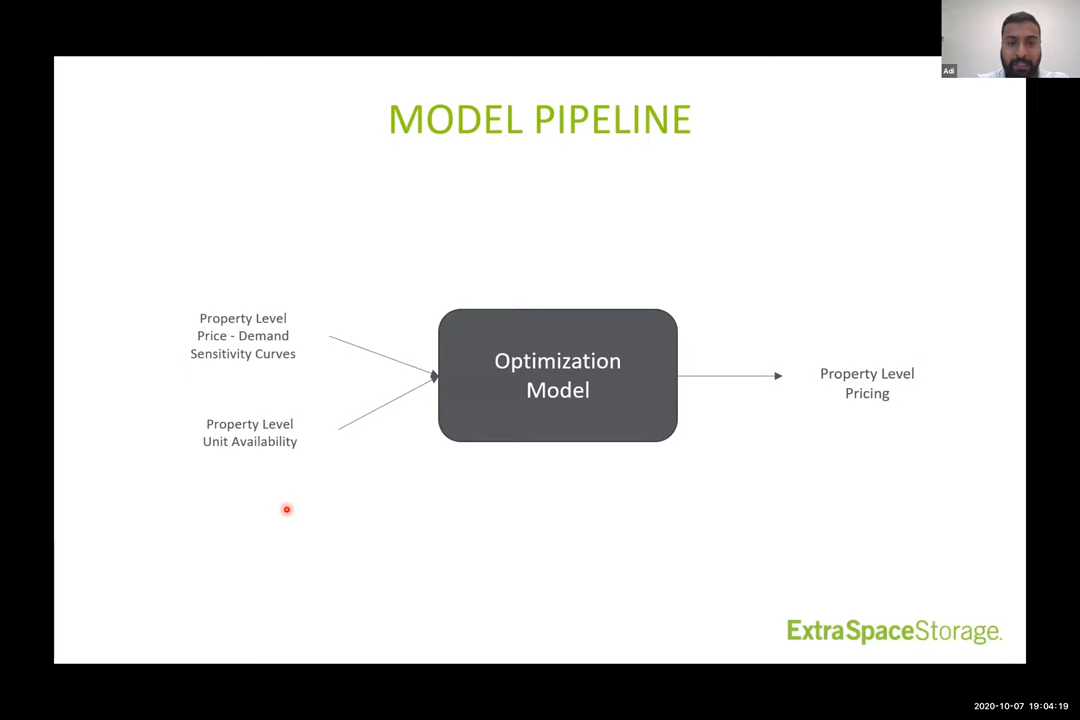 Adi
MODEL PIPELINE
Property Level
Price - Demand
Sensitivity Curves
Property Level
Unit Availability
Optimization
Model
Property Level
Pricing
ExtraSpaceStorage.
2020-10-07 19:04:19